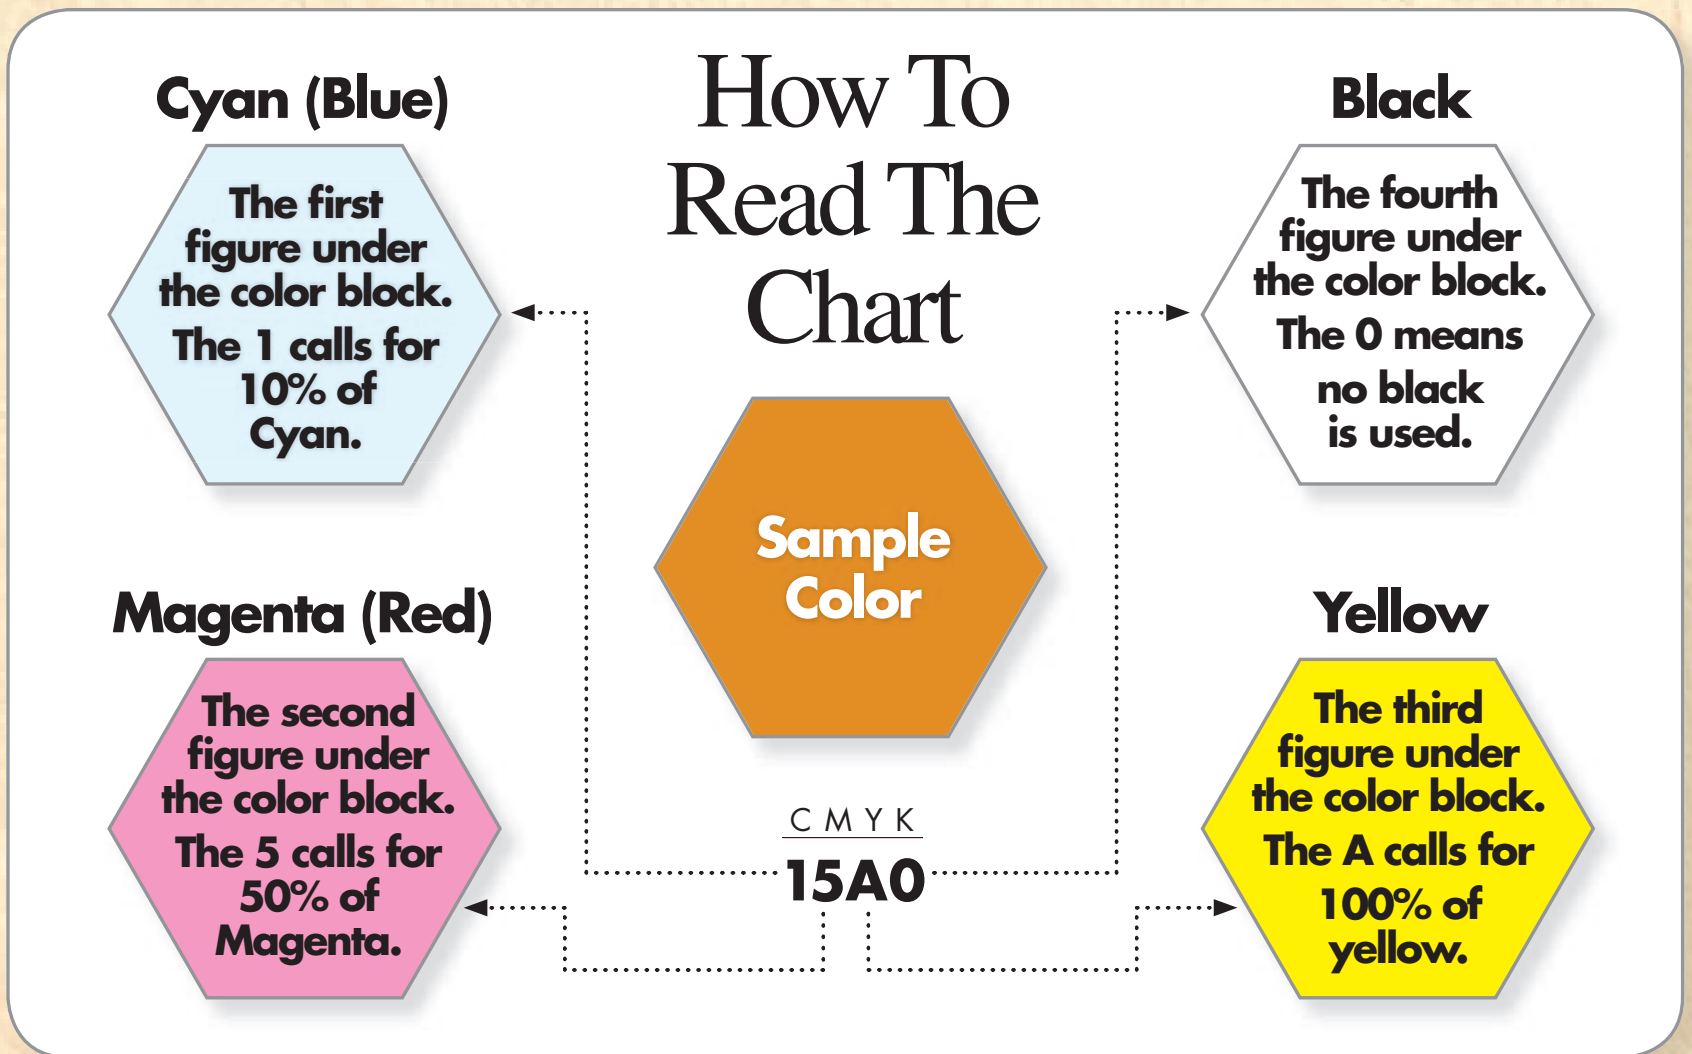 How To
Read The
Chart
Cyan (Blue)
The first
figure under
the color block.
The 1 calls for
10% of
Cyan.
Black
The fourth
figure under
the color block.
The 0 means
no black
is used.
Sample
Color
Magenta (Red)
The second
figure under
the color block.
The 5 calls for
50% of
Magenta.
Yellow
The third
figure under
the color block.
The A calls for
100% of
yellow.
C M Y K
15A0